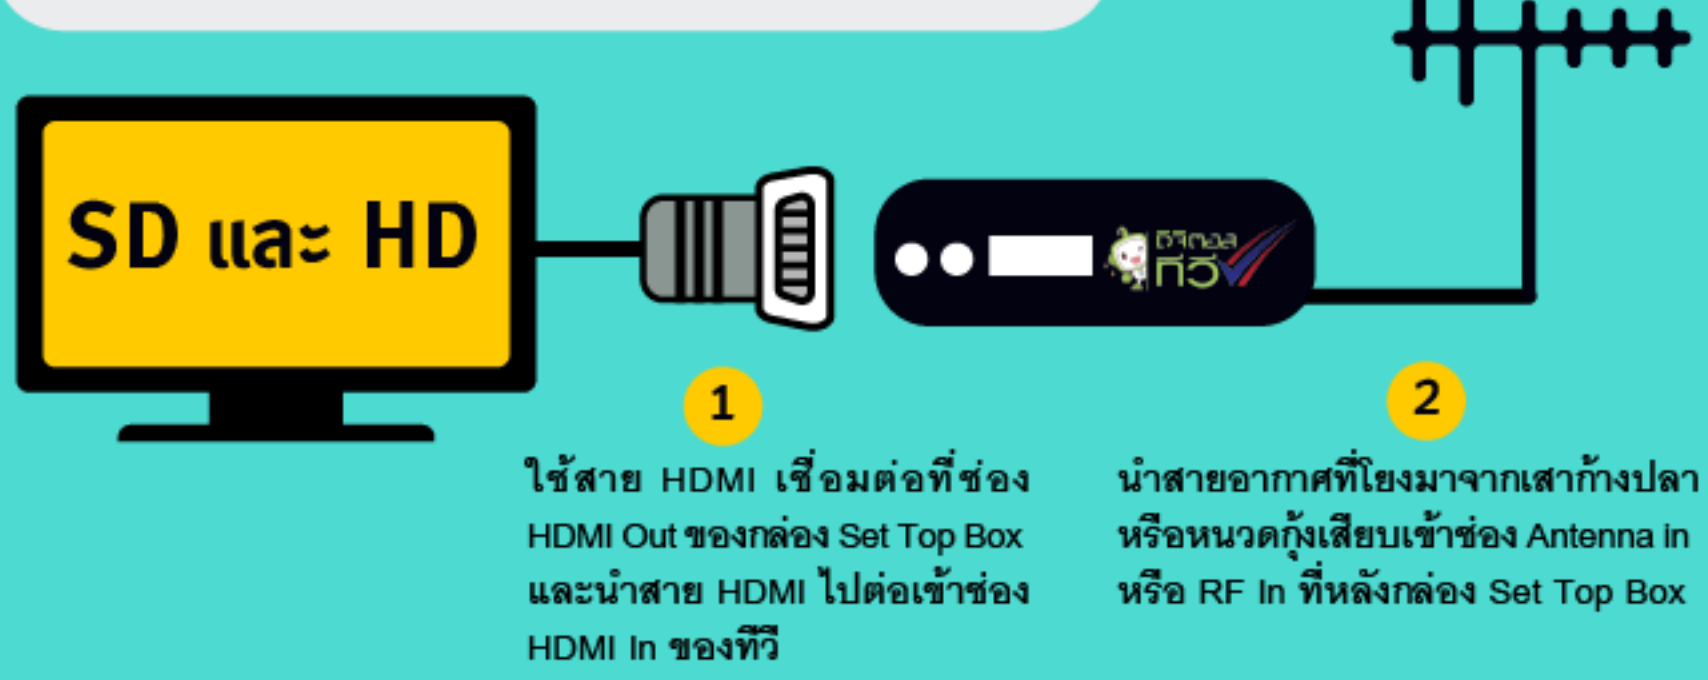 SD และ HD
ดิจิตอล
ทีวี
1
ใช้สาย HDMI เชื่อมต่อที่ช่อง
HDMI Out ของกล่อง Set Top Box
และนำสาย HDMI ไปต่อเข้าช่อง
HDMI In ของทีวี
2
นำสายอากาศที่โยงมาจากเสาก้างปลา
หรือหนวดกุ้งเสียบเข้าช่อง Antenna in
หรือ RF In ที่หลังกล่อง Set Top Box